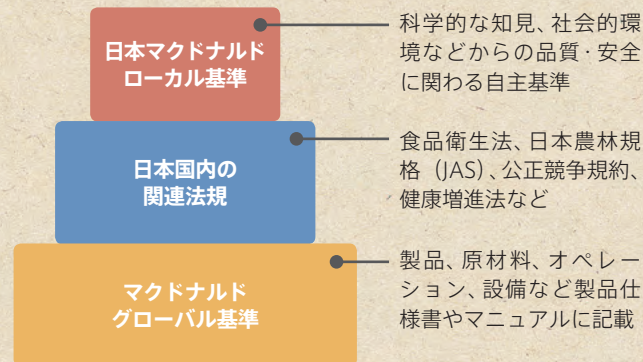 日本マクドナルド
ローカル基準
科学的な知見、社会的環
境などからの品質・安全
に関わる自主基準
日本国内の
関連法規
食品衛生法、日本農林規
格（JAS）、公正競争規約、
健康増進法など
マクドナルド
グローバル基準
製品、原材料、オペレー
ション、設備など製品仕
様書やマニュアルに記載